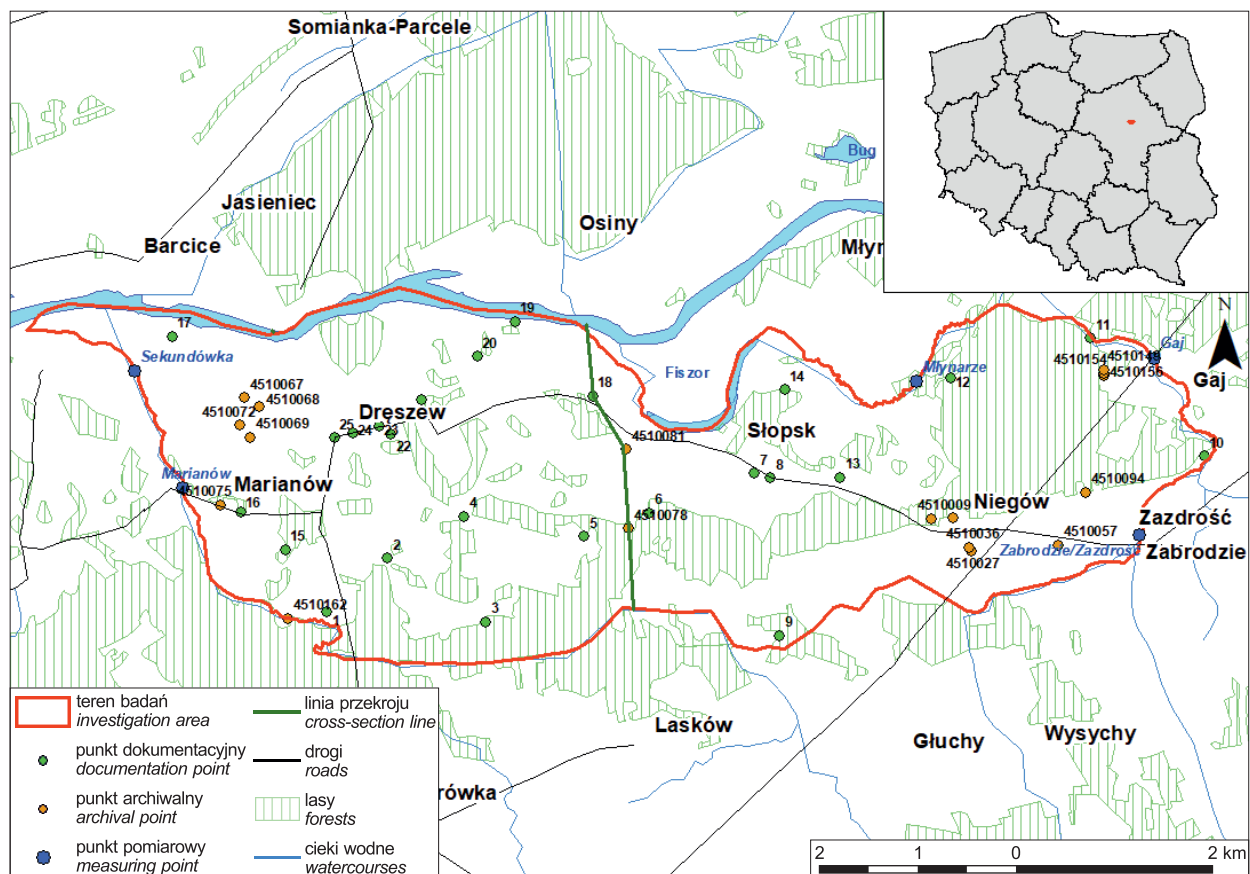 Somianka-Parcele
Bug
Jasieniec
Osiny
Barcice
Młyr
17
19
20
Sekundówka
11
N
Gaj
4510154
4510149
4510156
Gaj
Fiszor
14
Młynarze
12
18
4510067
4510068
4510072
4510069
Dręszew
25
24
23
22
4510081
Słopsk
10
7
8
13
Marianów
Marianów
4510075
16
4
6
4510078
5
4510094
4510009
Niegów
Zazdrość
4510036
4510057
Zabrodzie/Zazdrość
Zabrodzie
4510027
15
2
4510162
1
3
9
teren badań
investigation area
linia przekroju
cross-section line
punkt dokumentacyjny
documentation point
drogi
roads
punkt archiwalny
archival point
lasy
forests
punkt pomiarowy
measuring point
cieki wodne
watercourses
Lasków
Głuchy
Wysychy
rówka
2 1 0 2 km